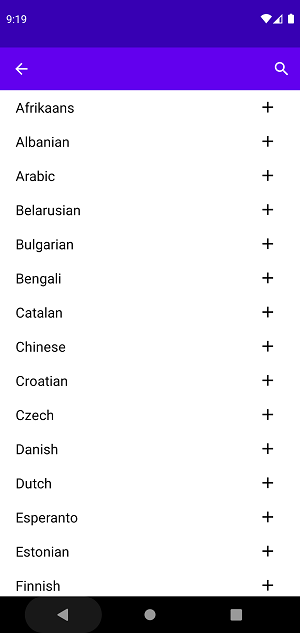 9:19
Afrikaans
Albanian
Arabic
Belarusian
Bulgarian
Bengali
Catalan
Chinese
Croatian
Czech
Danish
Dutch
Esperanto
Estonian
Finnish